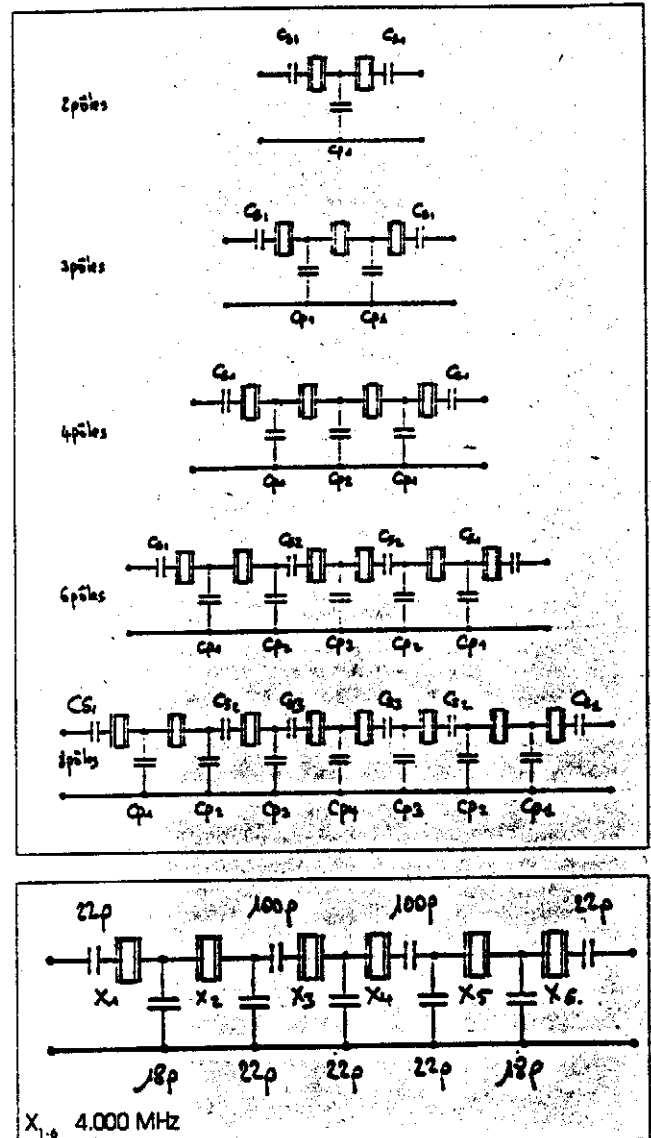 Cs1 Cs1
2pôles
Cp1
Cs1 Cs1
3pôles
Cp1 Cp1
Cs1 Cs1
4pôles
Cp1 Cp2 Cp1
Cs1 Cs2 Cs2 Cs1
6pôles
Cp1 Cp2 Cp3 Cp2 Cp1
CS1 Cs2 Cs3 Cs3 Cs2 Cs1
8pôles
Cp1 Cp2 Cp3 Cp4 Cp3 Cp2 Cp1
22p 100p 100p 22p
X1 X2 X3 X4 X5 X6.
18p 22p 22p 22p 18p
X1-6 4.000 MHz